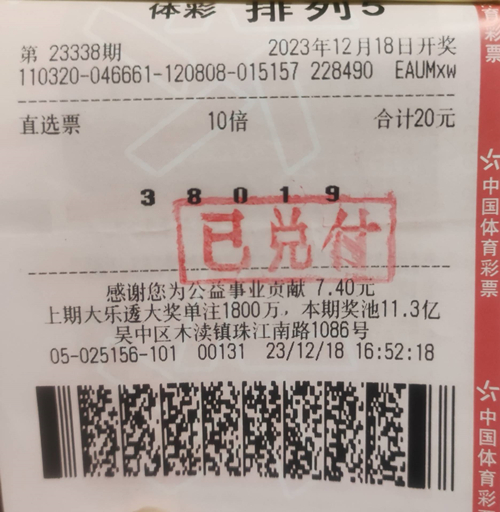 体彩 排列5
第 23338期 2023年12月18日开奖
110320-046661-120808-015157 228490 EAUMxw
直选票 10倍 合计20元
3 8 0 1 9
已兑付
感谢您为公益事业贡献 7.40元
上期大乐透大奖单注1800万，本期奖池11.3亿
吴中区木渎镇珠江南路1086号
05-025156-101 00131 23/12/18 16:52:18
育彩票
中国体育彩票
中国体育彩票